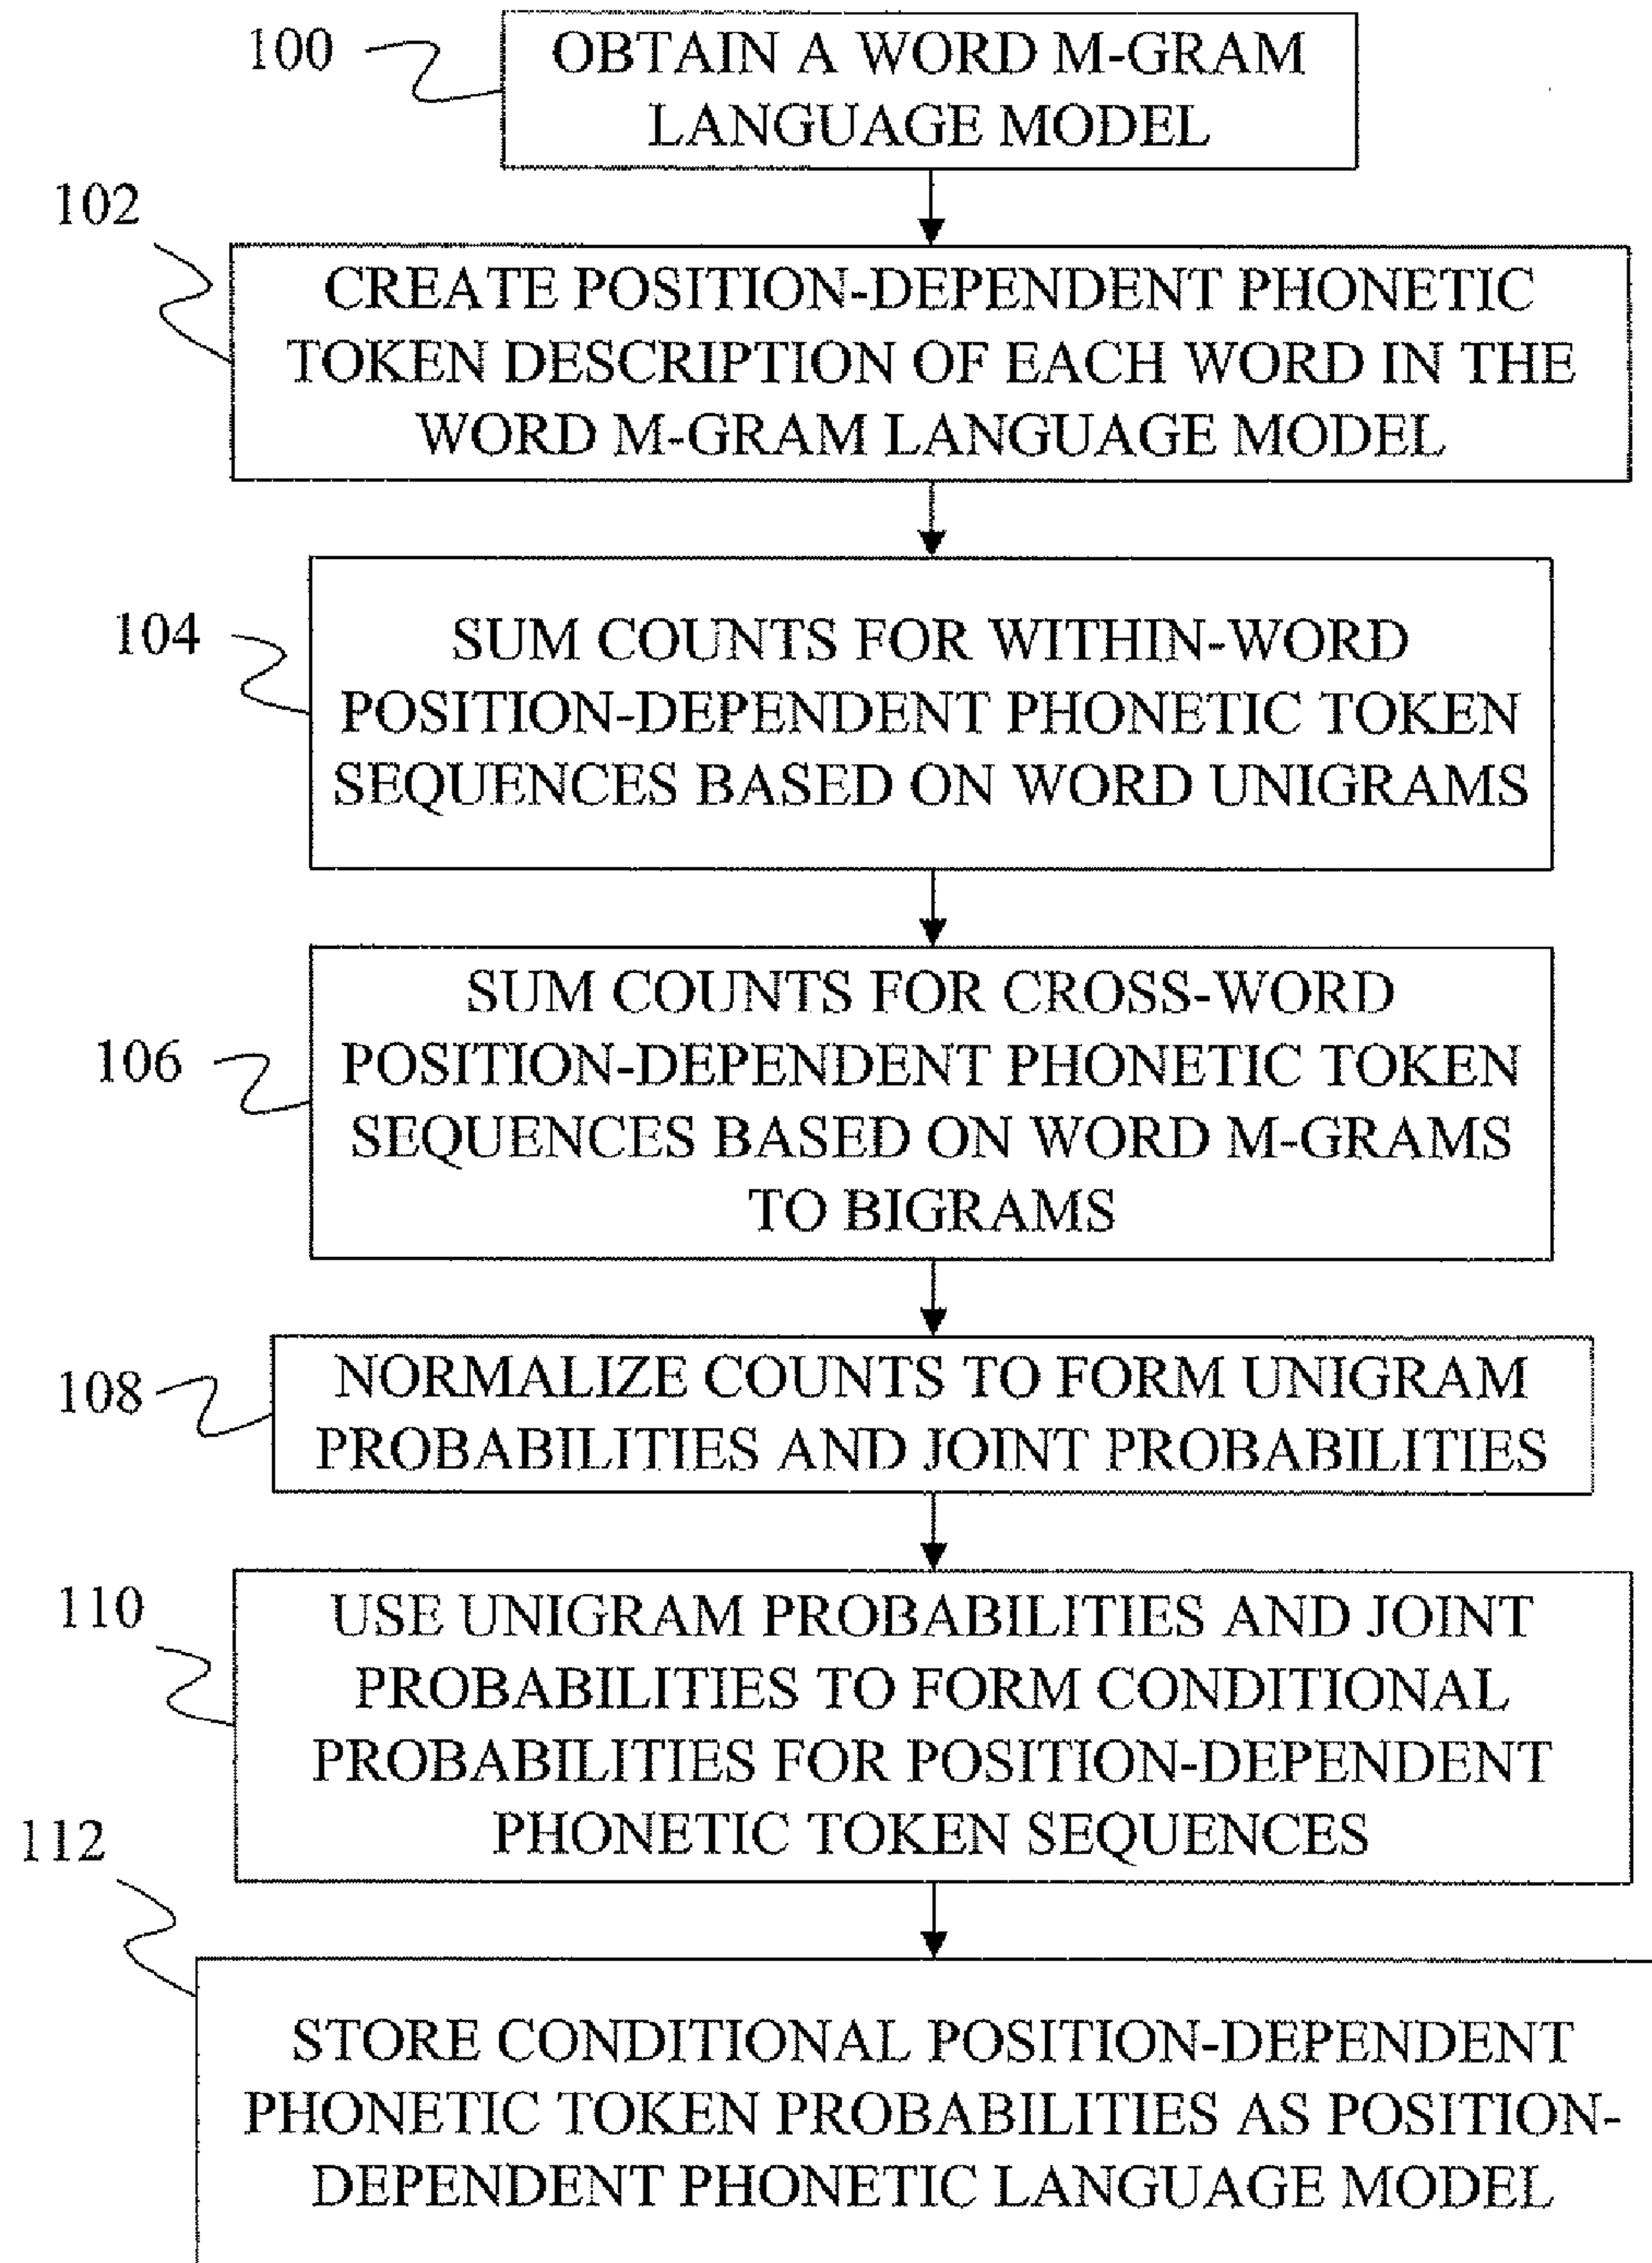 100
OBTAIN A WORD M-GRAM
LANGUAGE MODEL
102
CREATE POSITION-DEPENDENT PHONETIC
TOKEN DESCRIPTION OF EACH WORD IN THE
WORD M-GRAM LANGUAGE MODEL
104
SUM COUNTS FOR WITHIN-WORD
POSITION-DEPENDENT PHONETIC TOKEN
SEQUENCES BASED ON WORD UNIGRAMS
106
SUM COUNTS FOR CROSS-WORD
POSITION-DEPENDENT PHONETIC TOKEN
SEQUENCES BASED ON WORD M-GRAMS
TO BIGRAMS
108
NORMALIZE COUNTS TO FORM UNIGRAM
PROBABILITIES AND JOINT PROBABILITIES
110
USE UNIGRAM PROBABILITIES AND JOINT
PROBABILITIES TO FORM CONDITIONAL
PROBABILITIES FOR POSITION-DEPENDENT
PHONETIC TOKEN SEQUENCES
112
STORE CONDITIONAL POSITION-DEPENDENT
PHONETIC TOKEN PROBABILITIES AS POSITION-
DEPENDENT PHONETIC LANGUAGE MODEL